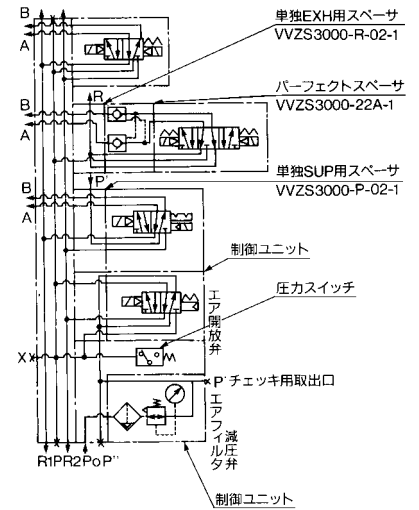 B
A
単独EXH用スペーサ
VVZS3000-R-02-1
R
パーフェクトスペーサ
VVZS3000-22A-1
B
A
P'
単独SUP用スペーサ
VVZS3000-P-02-1
B
A
制御ユニット
圧力スイッチ
エア開放弁
X
P'チェッキ用取出口
エアフィルタ
減圧弁
R1PR2PoP"
制御ユニット